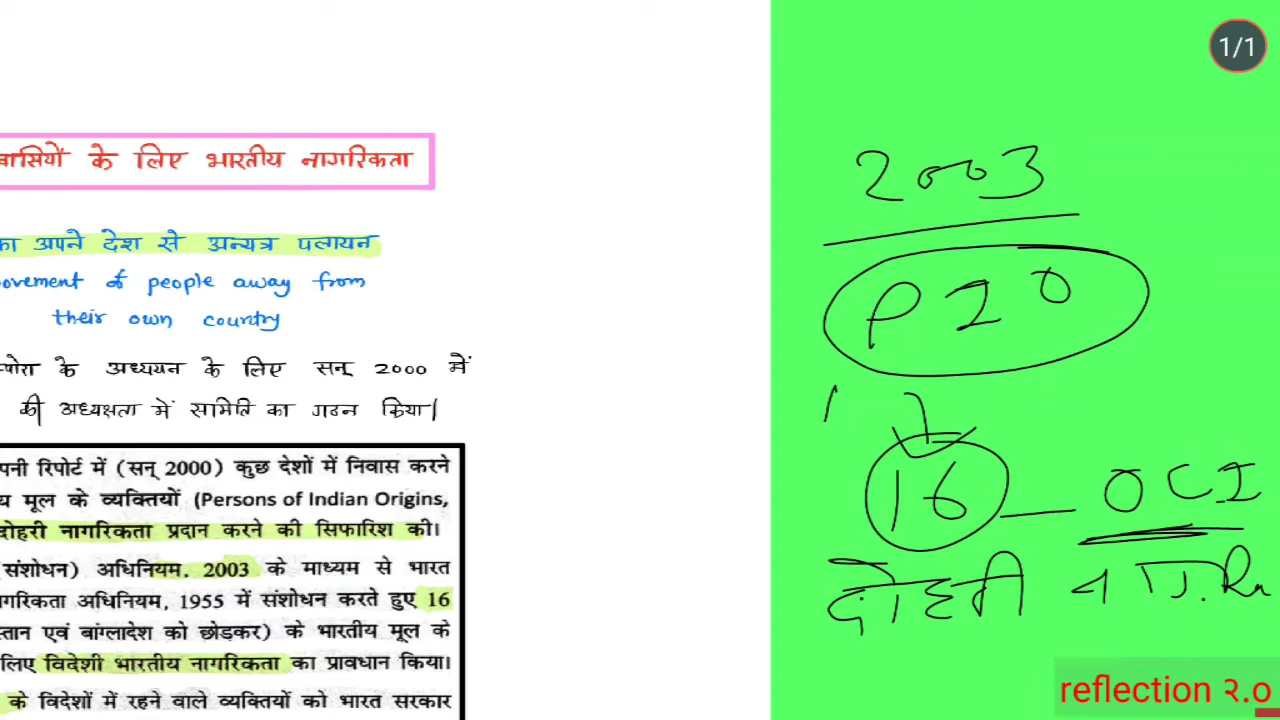 वासियों के लिए भारतीय नागरिकता
का अपने देश से अन्यत्र पलायन
ovement of people away from
their own country
स्पोरा के अध्ययन के लिए सन् 2000 में
की अध्यक्षता में समिति का गठन किया।
पनी रिपोर्ट में (सन् 2000) कुछ देशों में निवास करने
य मूल के व्यक्तियों (Persons of Indian Origins,
दोहरी नागरिकता प्रदान करने की सिफारिश की।
(संशोधन) अधिनियम, 2003 के माध्यम से भारत
गरिकता अधिनियम, 1955 में संशोधन करते हुए 16
स्तान एवं बांग्लादेश को छोड़कर) के भारतीय मूल के
लिए विदेशी भारतीय नागरिकता का प्रावधान किया।
के विदेशों में रहने वाले व्यक्तियों को भारत सरकार
1/1
2003
PIO
16 — OCI
दोहरी
reflection २.०